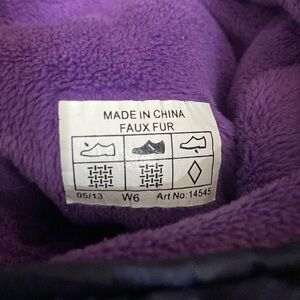 MADE IN CHINA
FAUX FUR
05/13 W6 Art No:14545